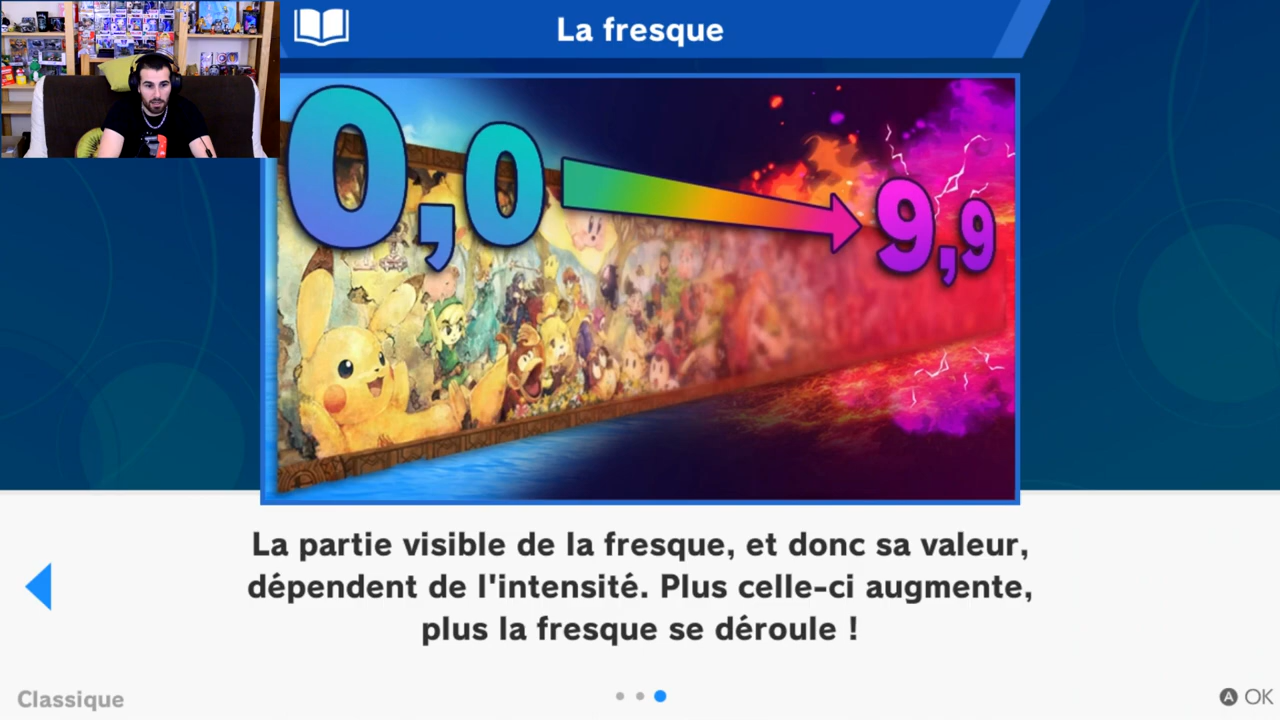 La fresque
0,0
9,9
La partie visible de la fresque, et donc sa valeur,
dépendent de l'intensité. Plus celle-ci augmente,
plus la fresque se déroule !
Classique
A OK